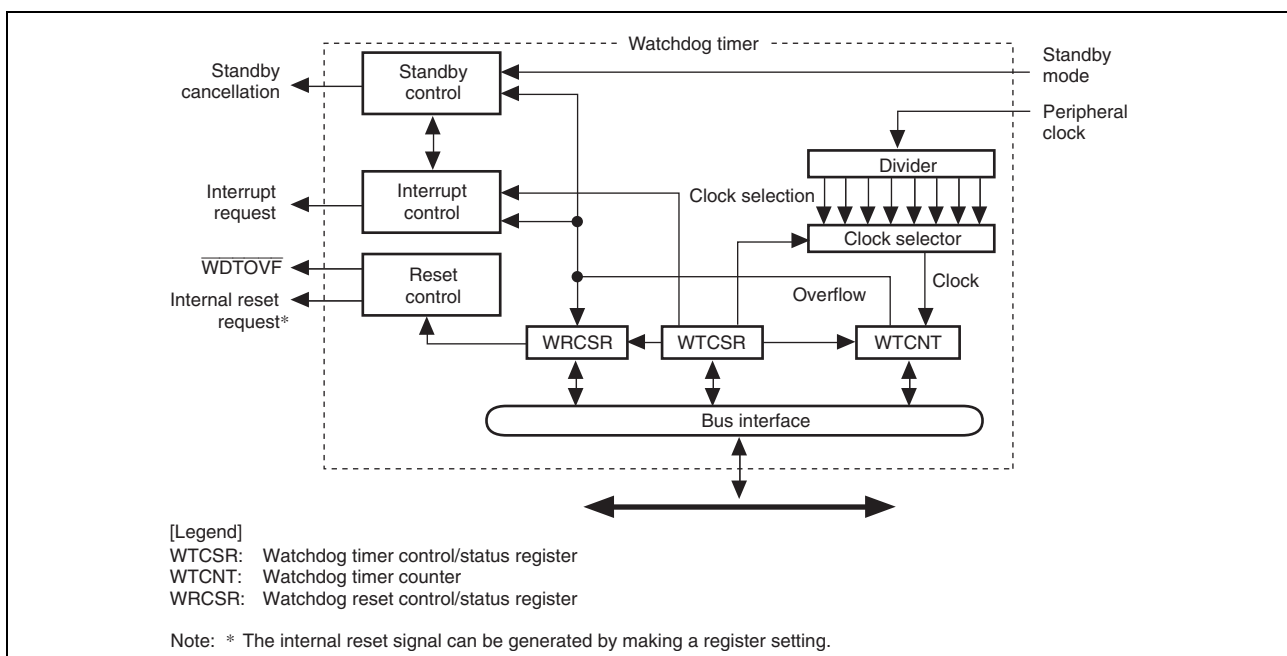 Watchdog timer
Standby
cancellation
Standby
control
Standby
mode
Peripheral
clock
Divider
Interrupt
request
Interrupt
control
Clock selection
Clock selector
WDTOVF
Internal reset
request*
Reset
control
Overflow
Clock
WRCSR
WTCSR
WTCNT
Bus interface
[Legend]
WTCSR: Watchdog timer control/status register
WTCNT: Watchdog timer counter
WRCSR: Watchdog reset control/status register
Note: * The internal reset signal can be generated by making a register setting.